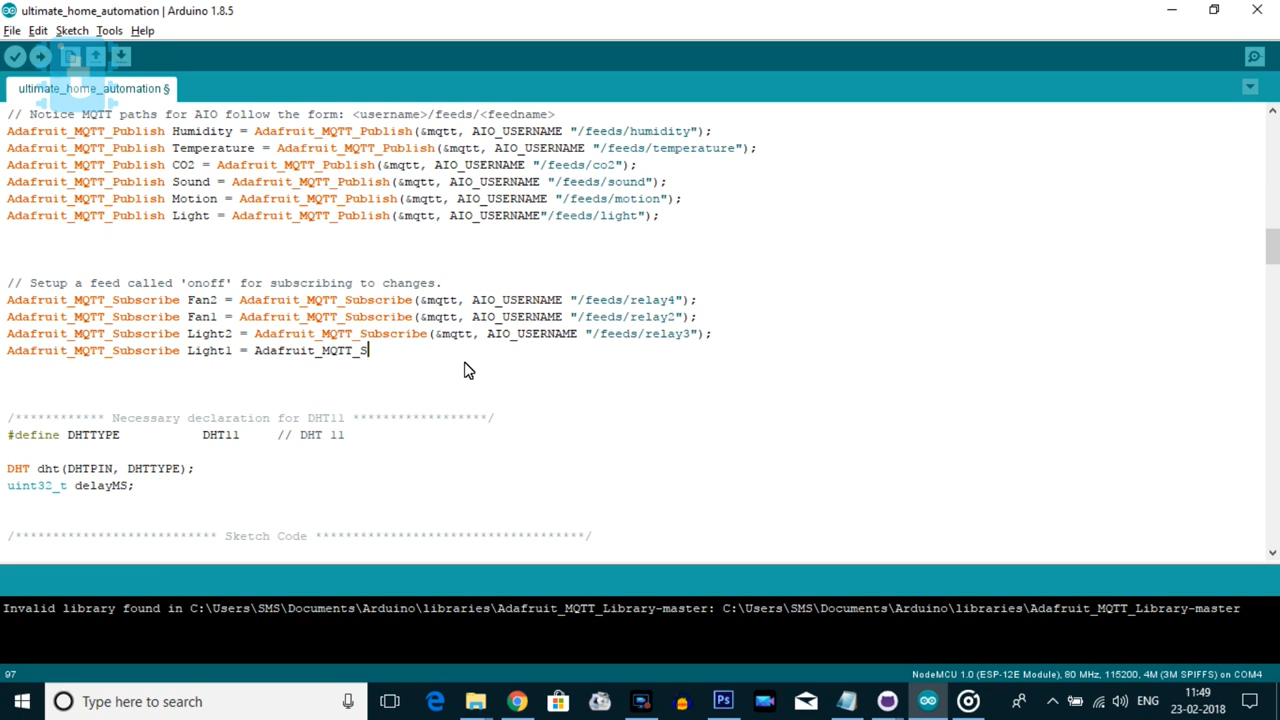 ultimate_home_automation | Arduino 1.8.5
File Edit Sketch Tools Help
ultimate_home_automation §
// Notice MQTT paths for AIO follow the form: <username>/feeds/<feedname>
Adafruit_MQTT_Publish Humidity = Adafruit_MQTT_Publish(&mqtt, AIO_USERNAME "/feeds/humidity");
Adafruit_MQTT_Publish Temperature = Adafruit_MQTT_Publish(&mqtt, AIO_USERNAME "/feeds/temperature");
Adafruit_MQTT_Publish CO2 = Adafruit_MQTT_Publish(&mqtt, AIO_USERNAME "/feeds/co2");
Adafruit_MQTT_Publish Sound = Adafruit_MQTT_Publish(&mqtt, AIO_USERNAME "/feeds/sound");
Adafruit_MQTT_Publish Motion = Adafruit_MQTT_Publish(&mqtt, AIO_USERNAME "/feeds/motion");
Adafruit_MQTT_Publish Light = Adafruit_MQTT_Publish(&mqtt, AIO_USERNAME"/feeds/light");
// Setup a feed called 'onoff' for subscribing to changes.
Adafruit_MQTT_Subscribe Fan2 = Adafruit_MQTT_Subscribe(&mqtt, AIO_USERNAME "/feeds/relay4");
Adafruit_MQTT_Subscribe Fan1 = Adafruit_MQTT_Subscribe(&mqtt, AIO_USERNAME "/feeds/relay2");
Adafruit_MQTT_Subscribe Light2 = Adafruit_MQTT_Subscribe(&mqtt, AIO_USERNAME "/feeds/relay3");
Adafruit_MQTT_Subscribe Light1 = Adafruit_MQTT_S
/************ Necessary declaration for DHT11 ******************/
#define DHTTYPE DHT11 // DHT 11
DHT dht(DHTPIN, DHTTYPE);
uint32_t delayMS;
/*************************** Sketch Code ************************************/
Invalid library found in C:\Users\SMS\Documents\Arduino\libraries\Adafruit_MQTT_Library-master: C:\Users\SMS\Documents\Arduino\libraries\Adafruit_MQTT_Library-master
97 NodeMCU 1.0 (ESP-12E Module), 80 MHz, 115200, 4M (3M SPIFFS) on COM4
Type here to search
Ps
ENG
11:49
23-02-2018